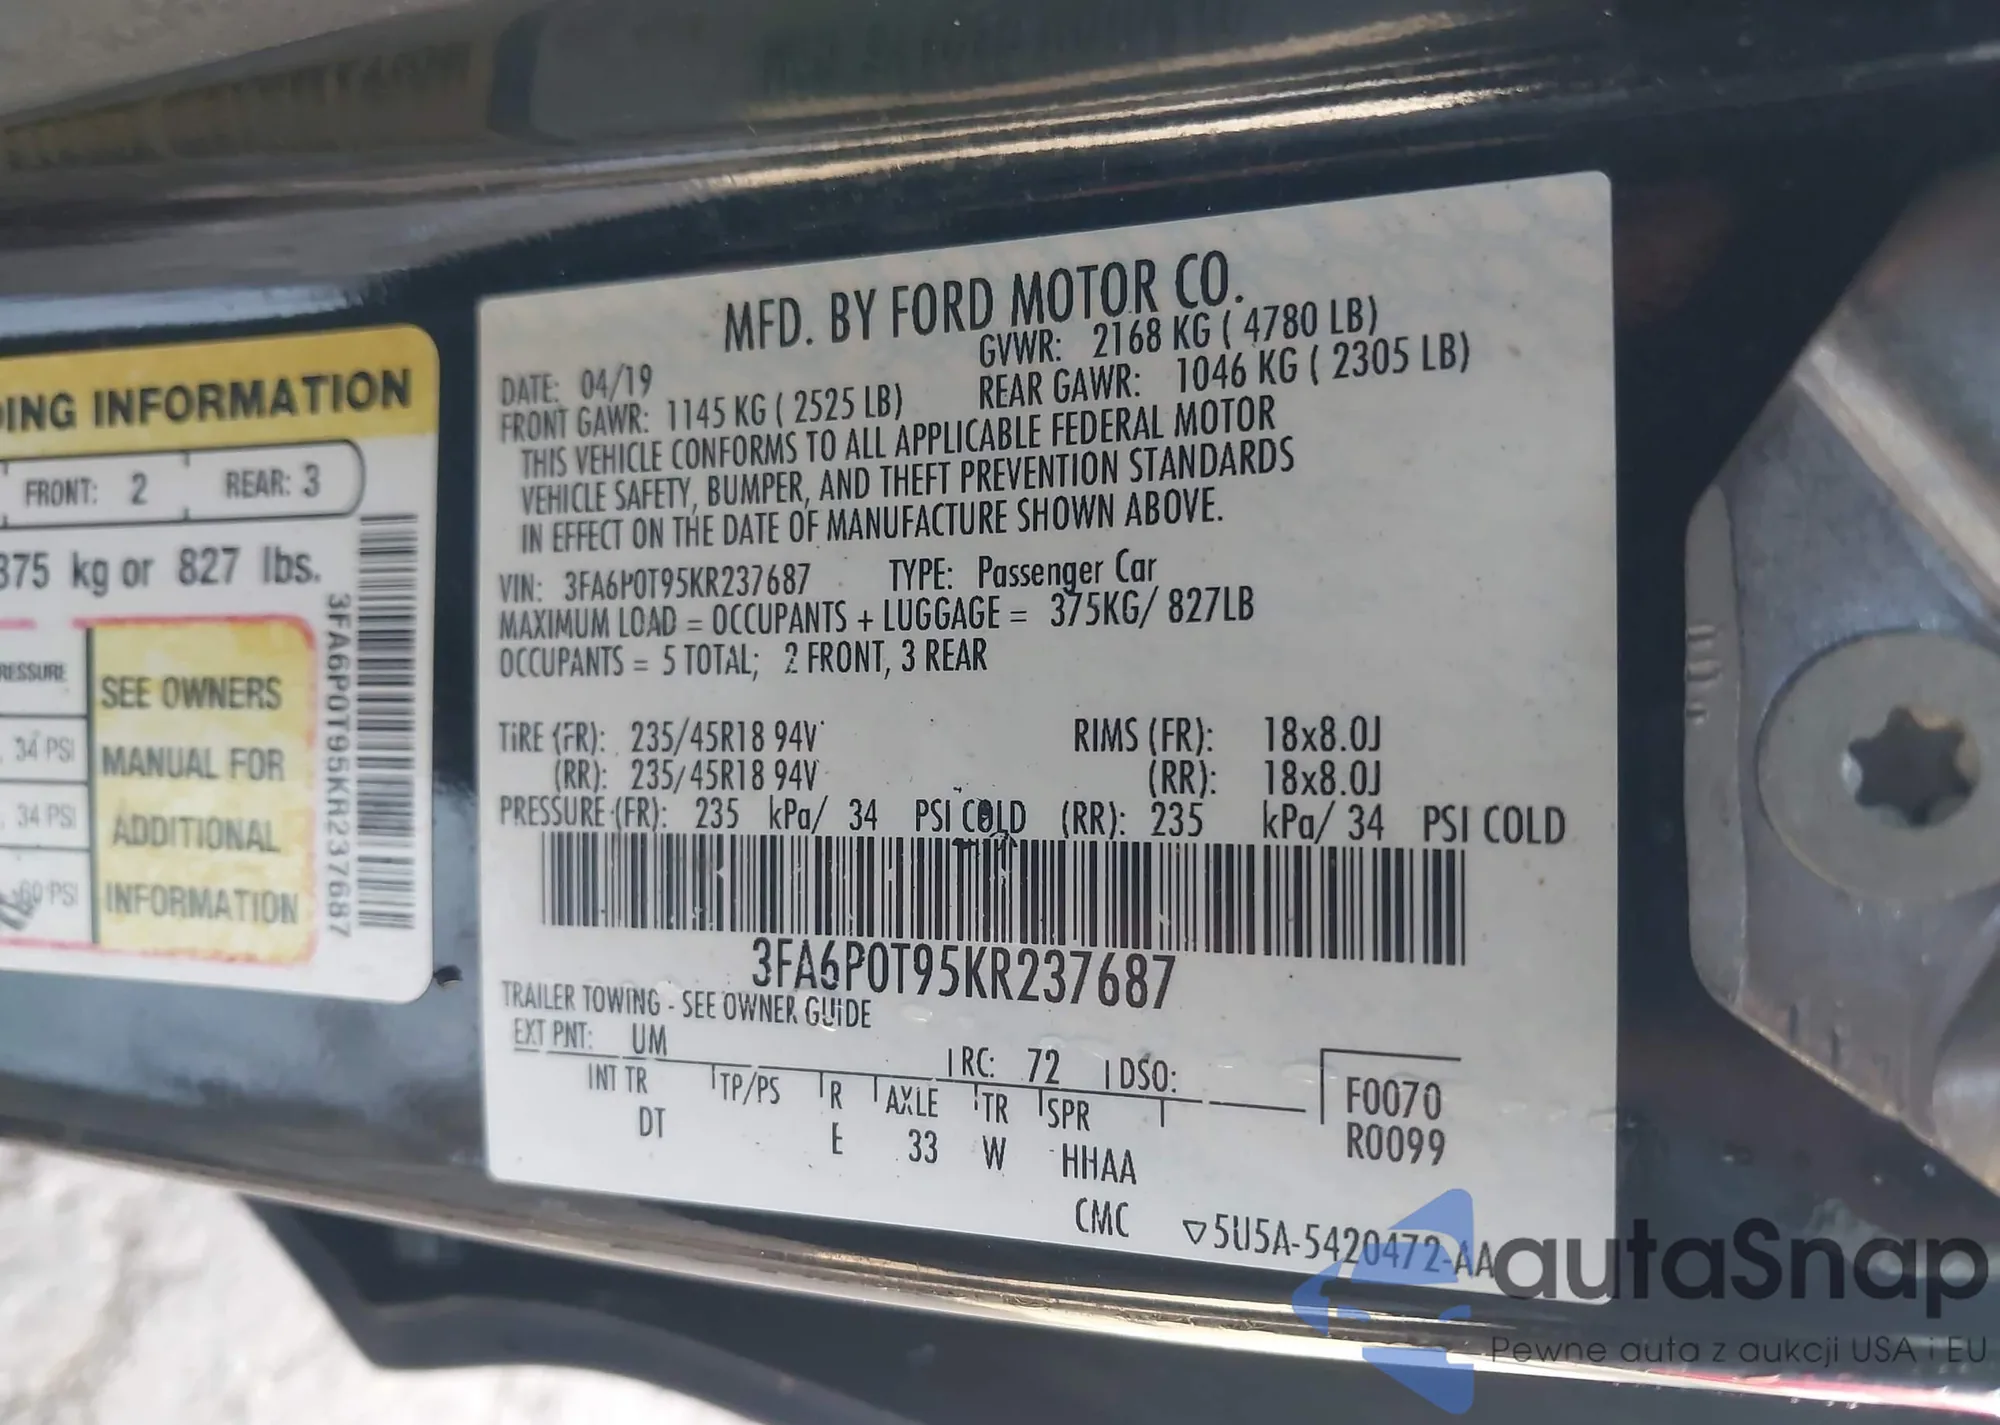 DING INFORMATION
FRONT: 2 REAR: 3
375 kg or 827 lbs.
RESSURE
34 PSI
34 PSI
60 PSI
SEE OWNERS
MANUAL FOR
ADDITIONAL
INFORMATION
3FA6P0T95KR237687
MFD. BY FORD MOTOR CO.
DATE: 04/19 GVWR: 2168 KG ( 4780 LB)
FRONT GAWR: 1145 KG ( 2525 LB) REAR GAWR: 1046 KG ( 2305 LB)
THIS VEHICLE CONFORMS TO ALL APPLICABLE FEDERAL MOTOR
VEHICLE SAFETY, BUMPER, AND THEFT PREVENTION STANDARDS
IN EFFECT ON THE DATE OF MANUFACTURE SHOWN ABOVE.
VIN: 3FA6P0T95KR237687 TYPE: Passenger Car
MAXIMUM LOAD = OCCUPANTS + LUGGAGE = 375KG/ 827LB
OCCUPANTS = 5 TOTAL; 2 FRONT, 3 REAR
TIRE (FR): 235/45R18 94V RIMS (FR): 18x8.0J
(RR): 235/45R18 94V (RR): 18x8.0J
PRESSURE (FR): 235 kPa/ 34 PSI COLD (RR): 235 kPa/ 34 PSI COLD
3FA6P0T95KR237687
TRAILER TOWING - SEE OWNER GUIDE
EXT PNT: UM RC: 72 DSO:
INT TR TP/PS R AXLE TR SPR F0070
DT E 33 W HHAA R0099
CMC ▽5U5A-5420472-AA
autaSnap
Pewne auta z aukcji USA i EU